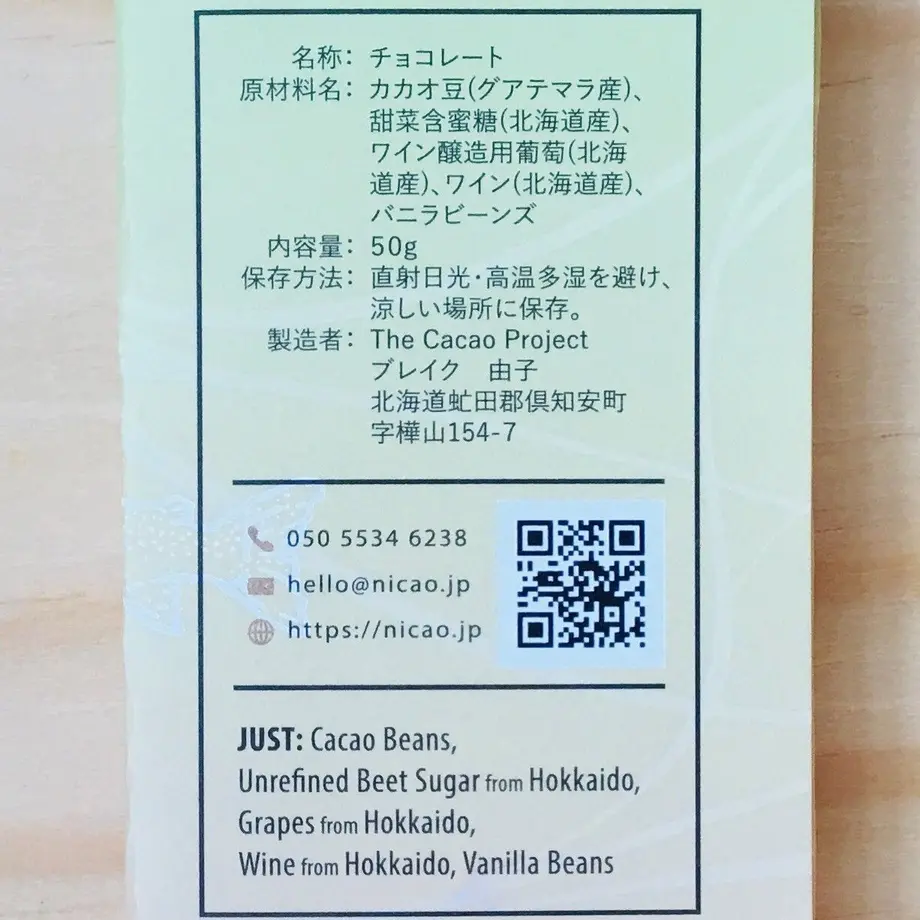 名称： チョコレート
原材料名： カカオ豆(グアテマラ産)、
甜菜含蜜糖(北海道産)、
ワイン醸造用葡萄(北海
道産)、ワイン(北海道産)、
バニラビーンズ
内容量： 50g
保存方法： 直射日光・高温多湿を避け、
涼しい場所に保存。
製造者： The Cacao Project
ブレイク　由子
北海道虻田郡倶知安町
字樺山154-7
050 5534 6238
hello@nicao.jp
https://nicao.jp
JUST: Cacao Beans,
Unrefined Beet Sugar from Hokkaido,
Grapes from Hokkaido,
Wine from Hokkaido, Vanilla Beans